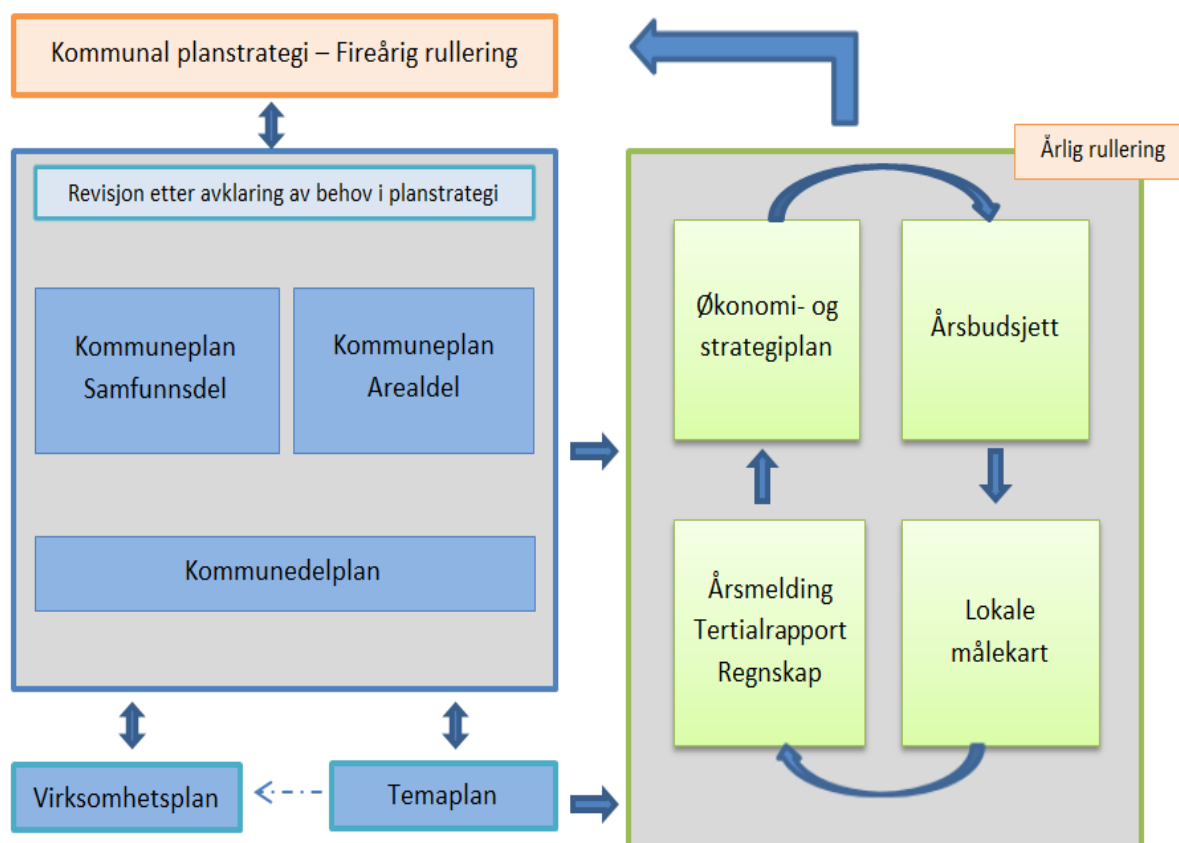 Kommunal planstrategi – Fireårig rullering
Revisjon etter avklaring av behov i planstrategi
Kommuneplan
Samfunnsdel
Kommuneplan
Arealdel
Kommunedelplan
Virksomhetsplan
Temaplan
Årlig rullering
Økonomi- og
strategiplan
Årsbudsjett
Årsmelding
Tertialrapport
Regnskap
Lokale
målekart